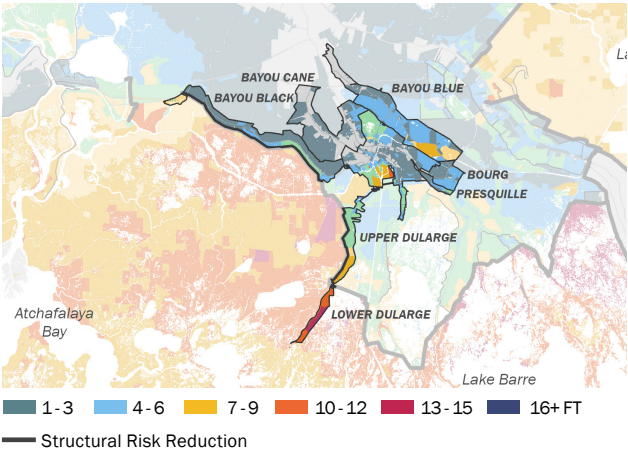 La
BAYOU CANE
BAYOU BLUE
BAYOU BLACK
BOURG
PRESQUILLE
UPPER DULARGE
Atchafalaya
Bay
LOWER DULARGE
Lake Barre
1-3
4-6
7-9
10-12
13-15
16+ FT
Structural Risk Reduction